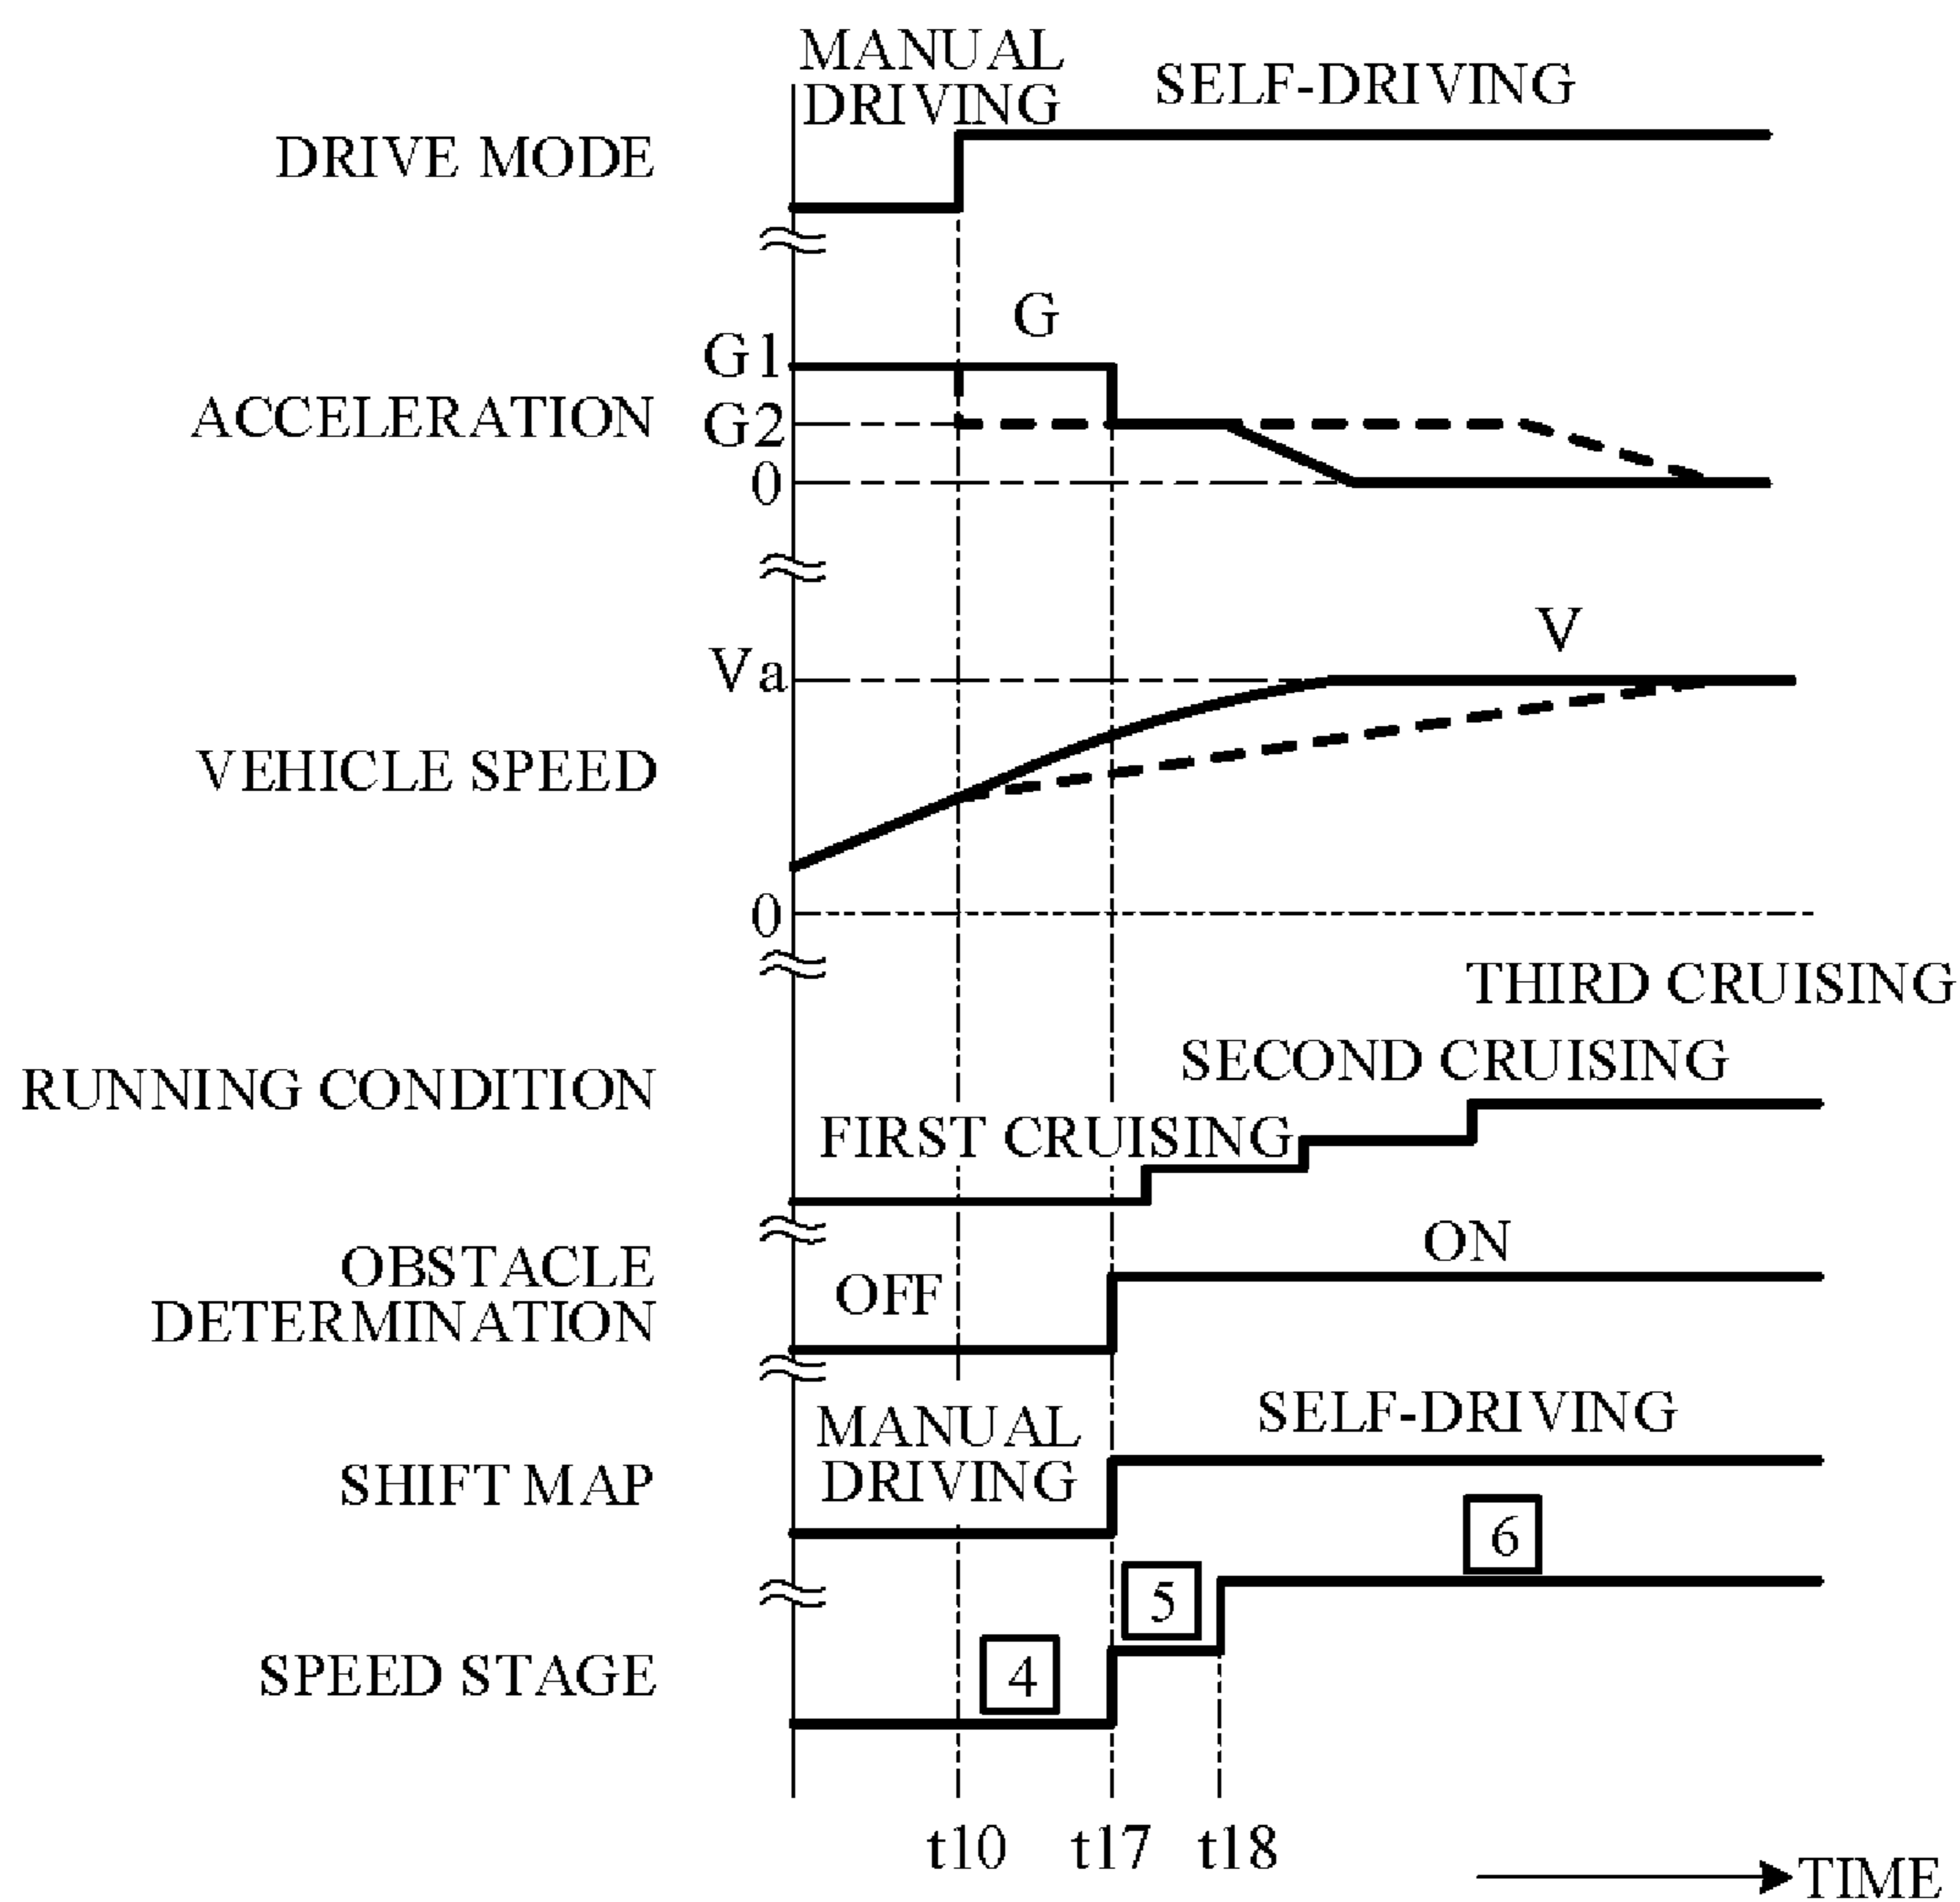 MANUAL
DRIVING
SELF-DRIVING
DRIVE MODE
G
G1
ACCELERATION
G2
0
V
Va
VEHICLE SPEED
0
THIRD CRUISING
SECOND CRUISING
RUNNING CONDITION
FIRST CRUISING
ON
OBSTACLE
DETERMINATION
OFF
SELF-DRIVING
MANUAL
DRIVING
SHIFT MAP
6
5
4
SPEED STAGE
t10 t17 t18
TIME